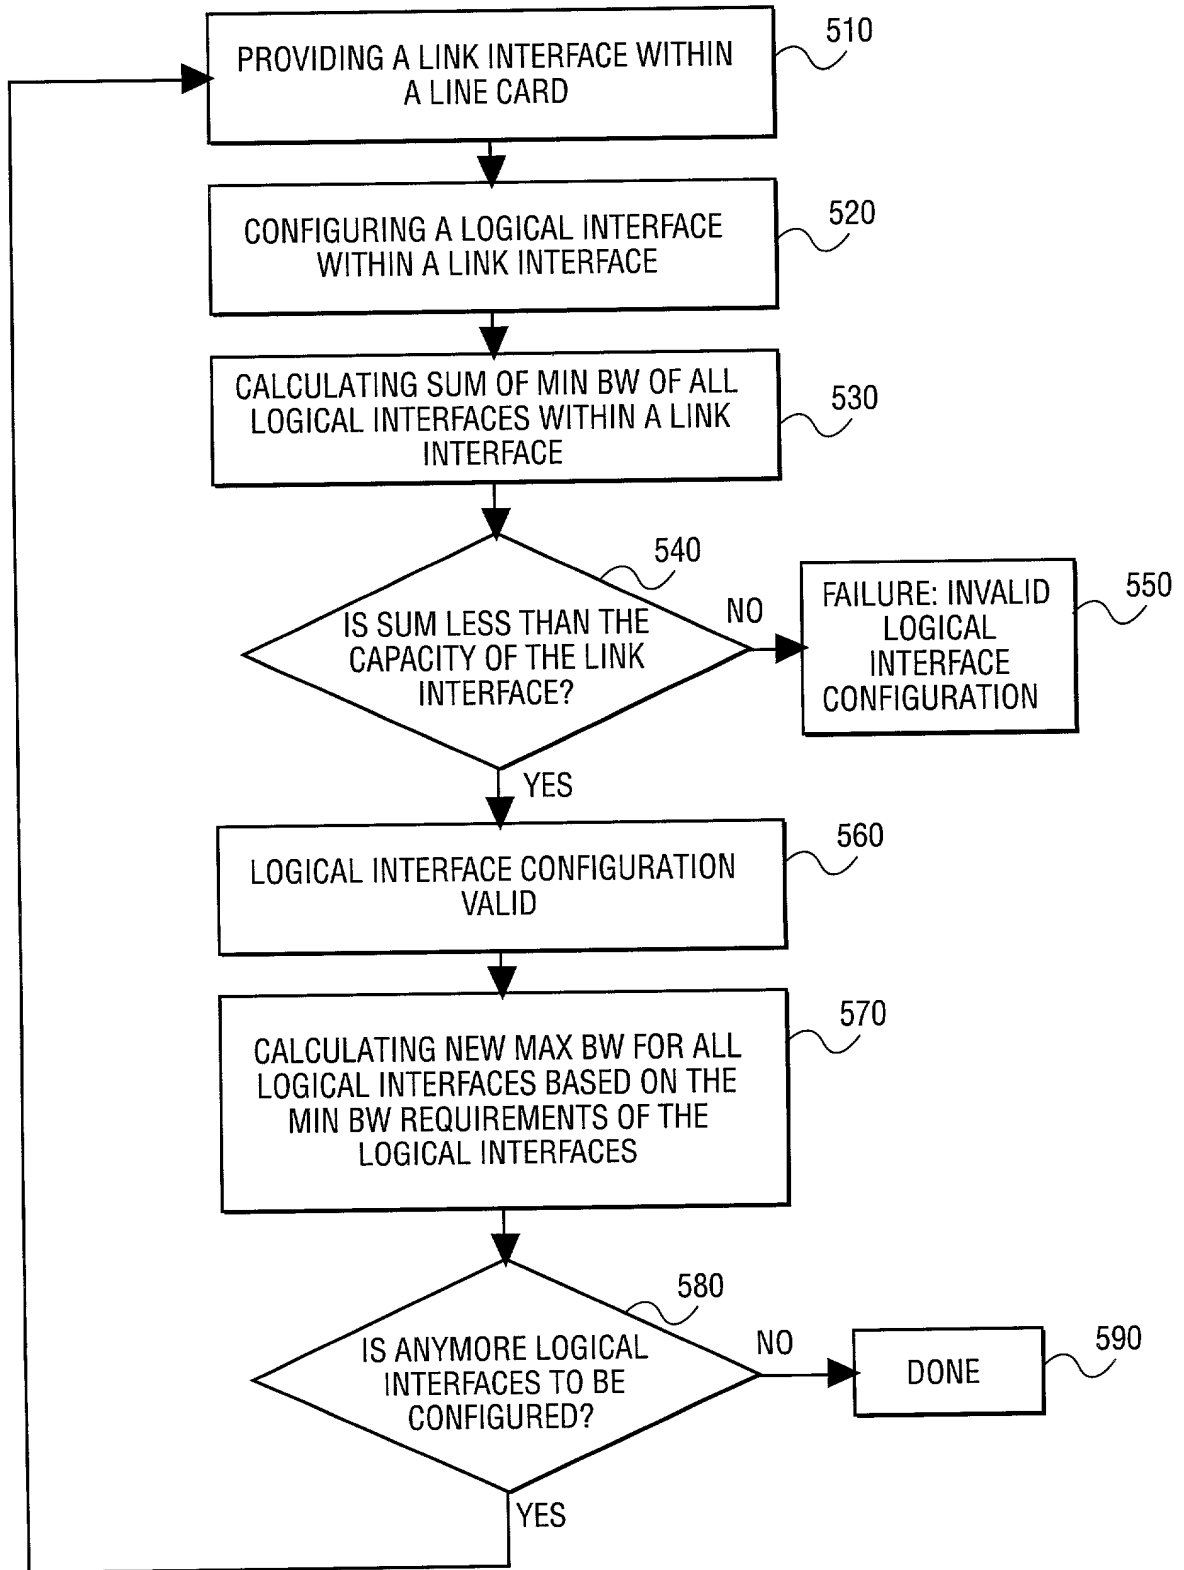 PROVIDING A LINK INTERFACE WITHIN
A LINE CARD
510
CONFIGURING A LOGICAL INTERFACE
WITHIN A LINK INTERFACE
520
CALCULATING SUM OF MIN BW OF ALL
LOGICAL INTERFACES WITHIN A LINK
INTERFACE
530
540
IS SUM LESS THAN THE
CAPACITY OF THE LINK
INTERFACE?
NO
FAILURE: INVALID
LOGICAL
INTERFACE
CONFIGURATION
550
YES
LOGICAL INTERFACE CONFIGURATION
VALID
560
CALCULATING NEW MAX BW FOR ALL
LOGICAL INTERFACES BASED ON THE
MIN BW REQUIREMENTS OF THE
LOGICAL INTERFACES
570
580
IS ANYMORE LOGICAL
INTERFACES TO BE
CONFIGURED?
NO
DONE
590
YES